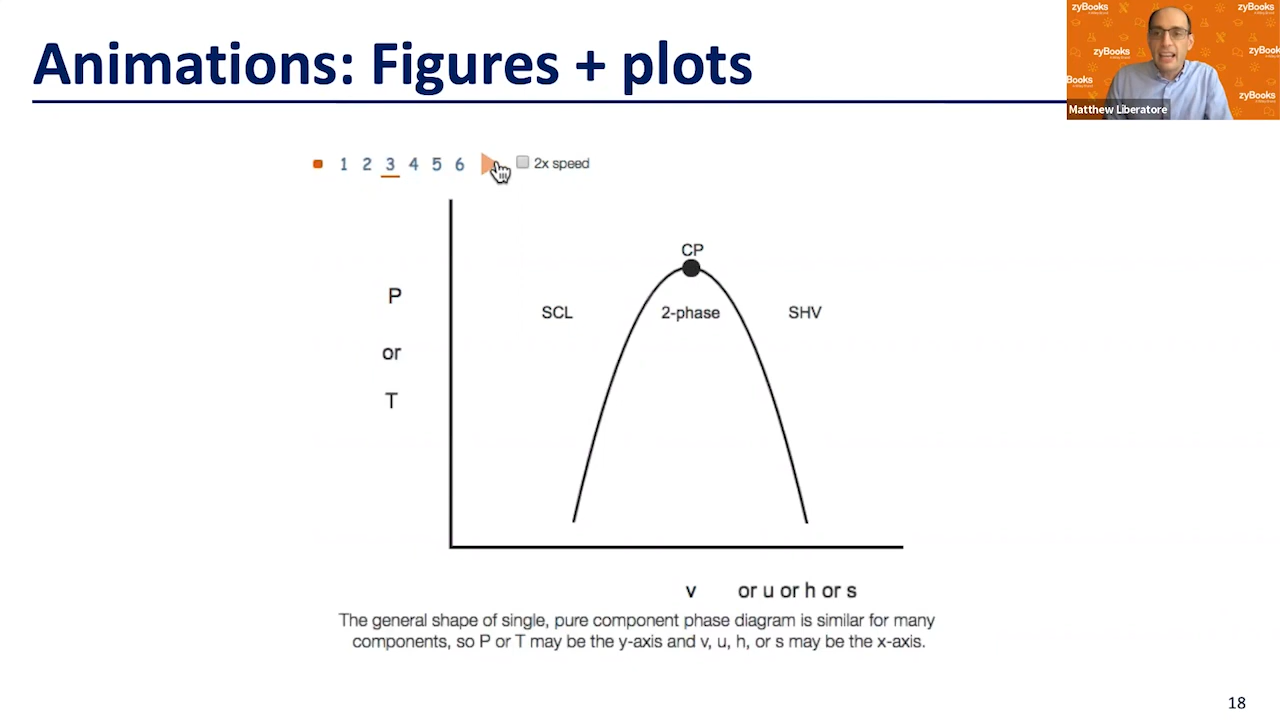 Animations: Figures + plots
zyBooks
zyBooks
zyBooks
zyBooks
Books
zyBooks
Matthew Liberatore
1 2 3 4 5 6 2x speed
CP
P
SCL 2-phase SHV
or
T
v or u or h or s
The general shape of single, pure component phase diagram is similar for many
components, so P or T may be the y-axis and v, u, h, or s may be the x-axis.
18